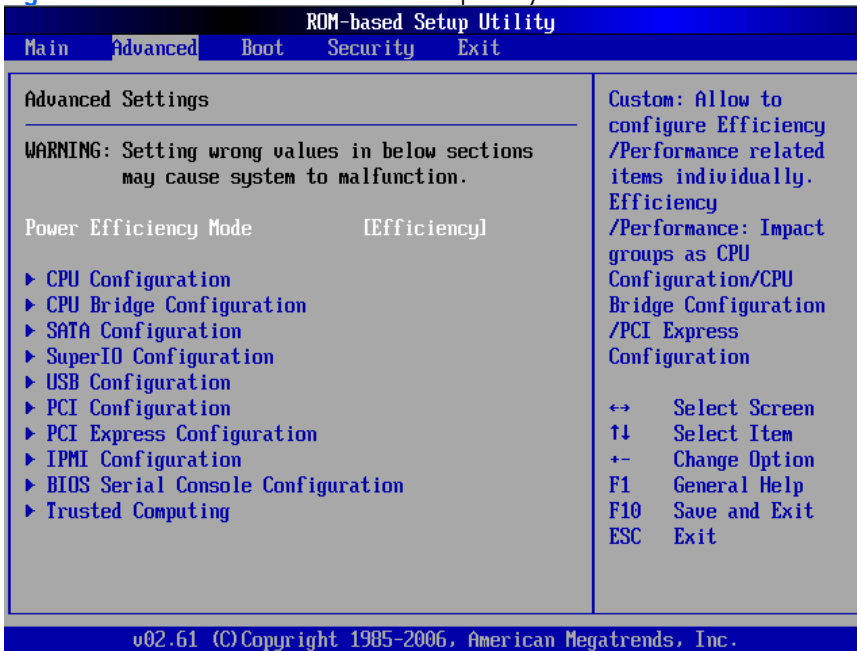 ROM-based Setup Utility
Main Advanced Boot Security Exit
Advanced Settings
WARNING: Setting wrong values in below sections
may cause system to malfunction.
Power Efficiency Mode [Efficiency]
▶ CPU Configuration
▶ CPU Bridge Configuration
▶ SATA Configuration
▶ SuperIO Configuration
▶ USB Configuration
▶ PCI Configuration
▶ PCI Express Configuration
▶ IPMI Configuration
▶ BIOS Serial Console Configuration
▶ Trusted Computing
Custom: Allow to
configure Efficiency
/Performance related
items individually.
Efficiency
/Performance: Impact
groups as CPU
Configuration/CPU
Bridge Configuration
/PCI Express
Configuration
↔ Select Screen
↑↓ Select Item
+- Change Option
F1 General Help
F10 Save and Exit
ESC Exit
v02.61 (C)Copyright 1985-2006, American Megatrends, Inc.